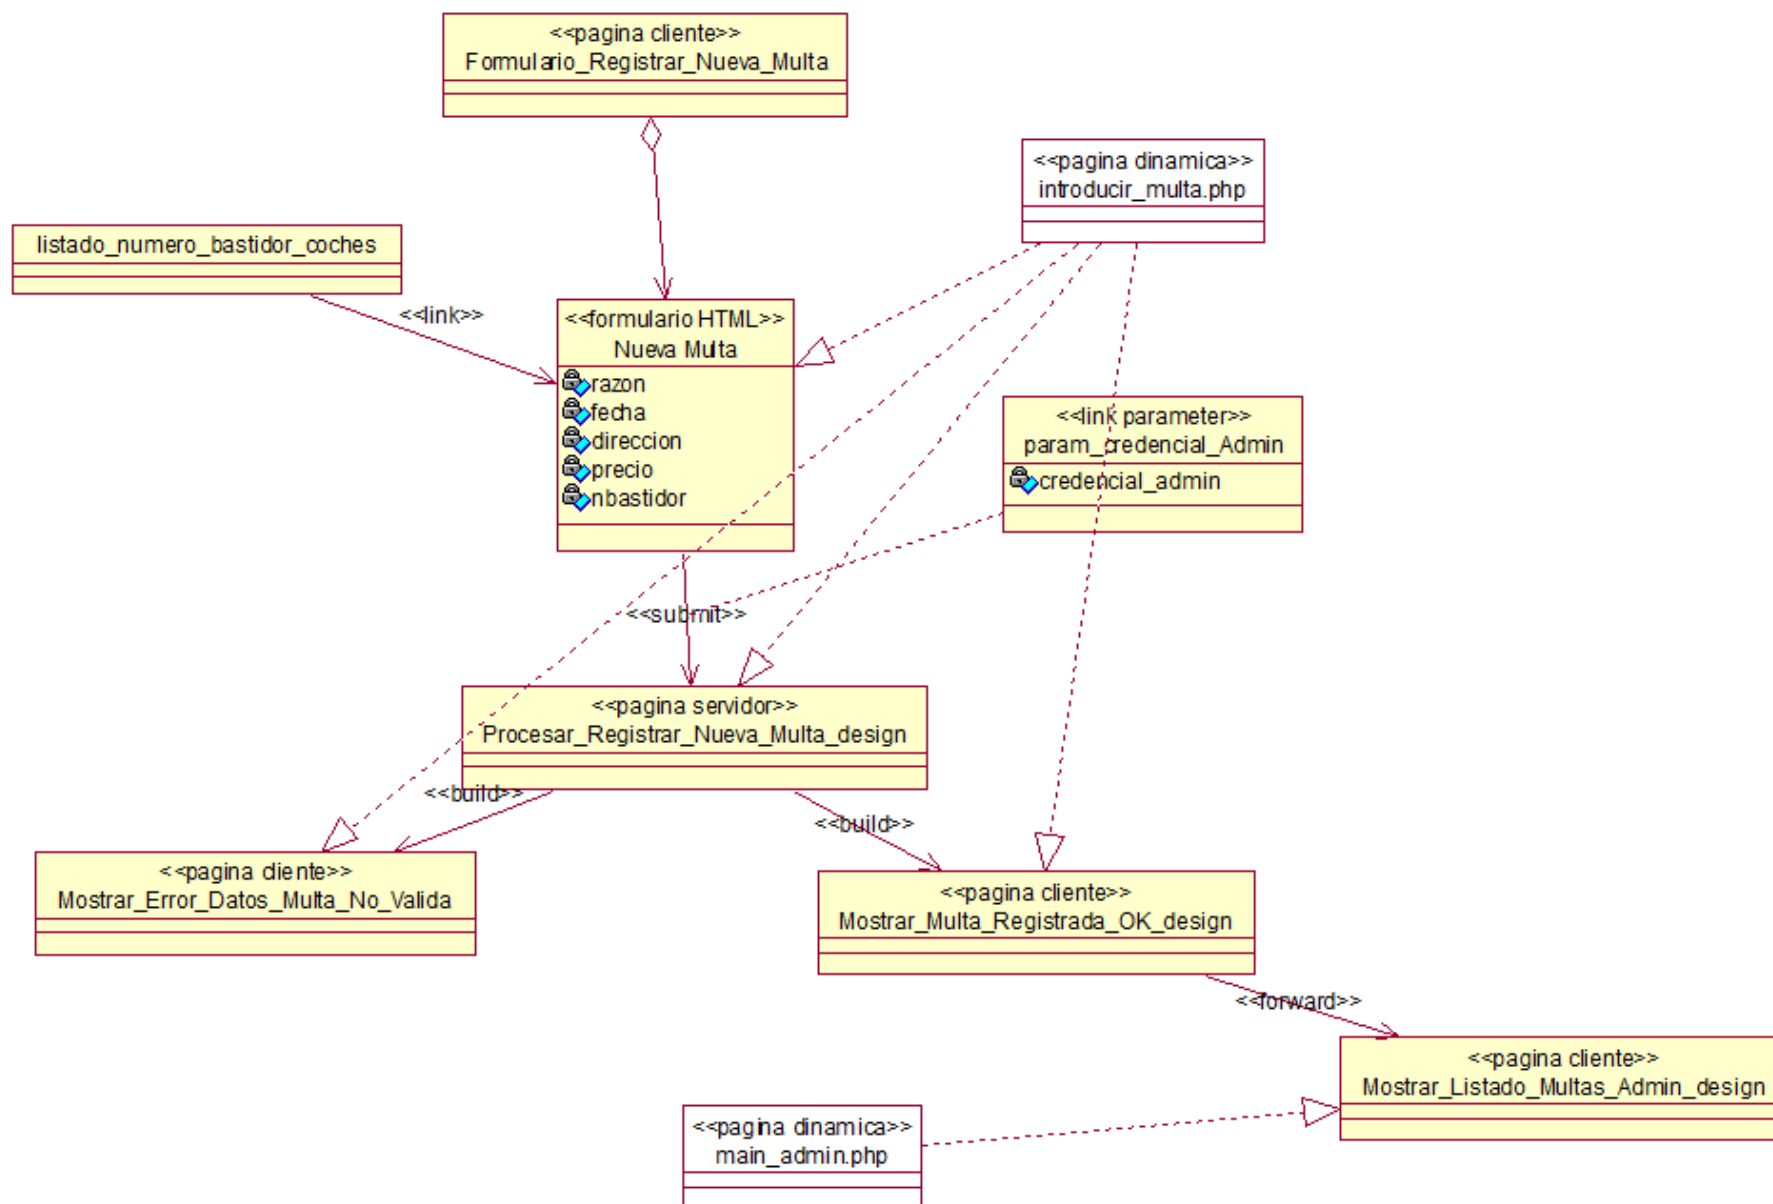 <<pagina cliente>>
Formulario_Registrar_Nueva_Multa
<<pagina dinamica>>
introducir_multa.php
listado_numero_bastidor_coches
<<link>>
<<formulario HTML>>
Nueva Multa
razon
fecha
direccion
precio
nbastidor
<<link parameter>>
param_credencial_Admin
credencial_admin
<<submit>>
<<pagina servidor>>
Procesar_Registrar_Nueva_Multa_design
<<build>>
<<build>>
<<pagina cliente>>
Mostrar_Error_Datos_Multa_No_Valida
<<pagina cliente>>
Mostrar_Multa_Registrada_OK_design
<<forward>>
<<pagina cliente>>
Mostrar_Listado_Multas_Admin_design
<<pagina dinamica>>
main_admin.php